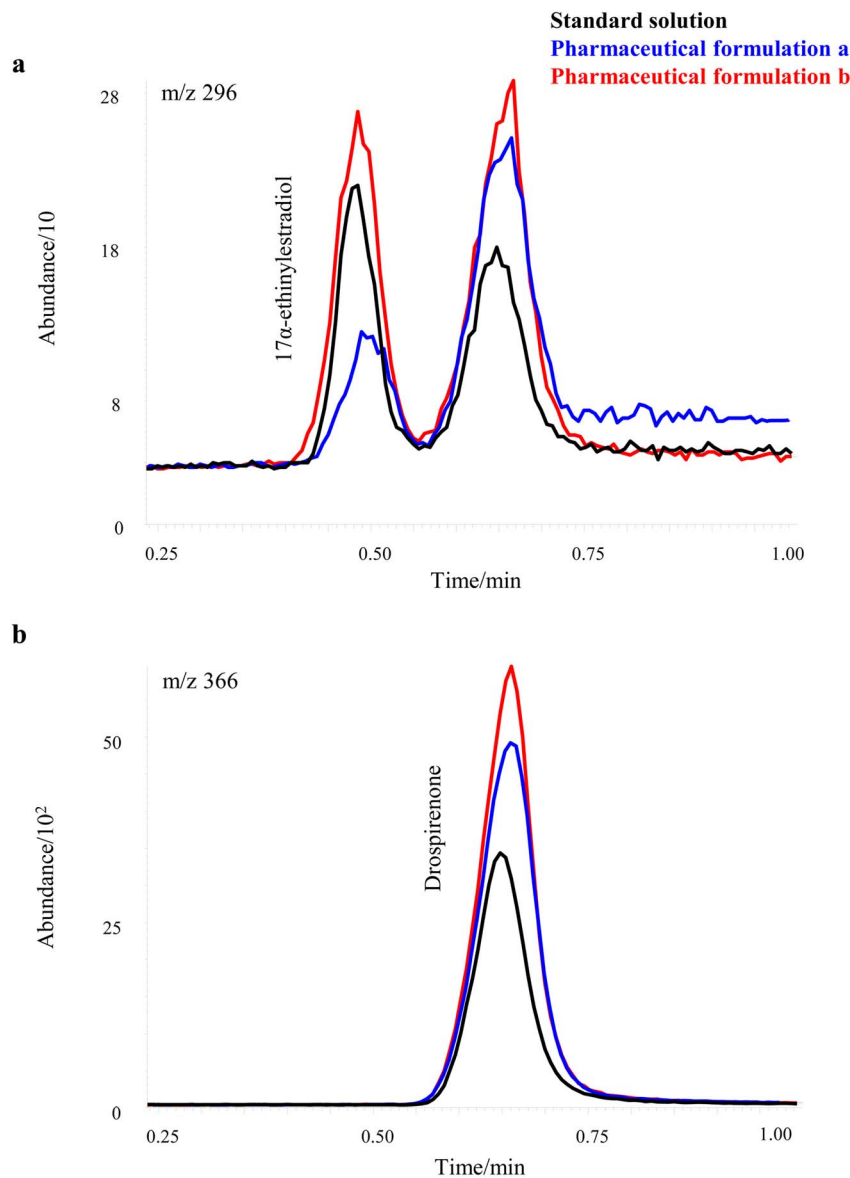 Standard solution
Pharmaceutical formulation a
Pharmaceutical formulation b
a
m/z 296
28
18
8
0
Abundance/10
17α-ethinylestradiol
0.25 0.50 0.75 1.00
Time/min
b
m/z 366
50
25
0
Abundance/10²
Drospirenone
0.25 0.50 0.75 1.00
Time/min